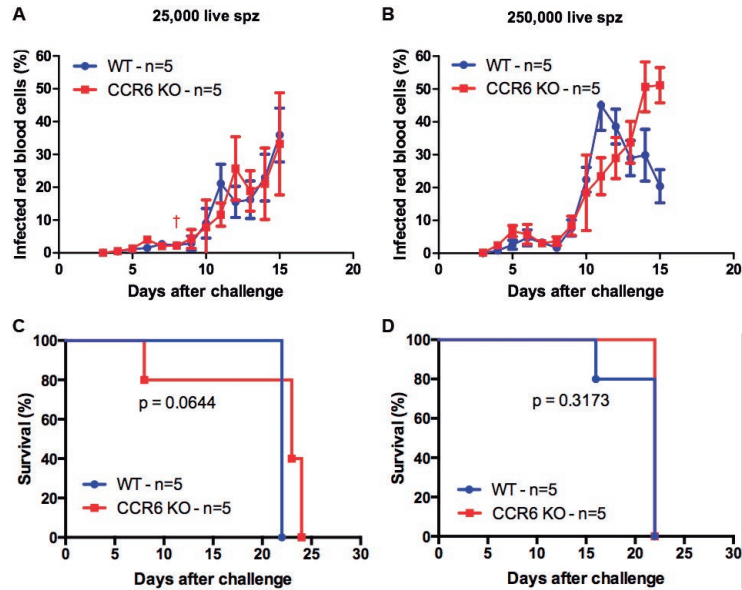 A
25,000 live spz
Infected red blood cells (%)
60
50
40
30
20
10
0
WT - n=5
CCR6 KO - n=5
†
0 5 10 15 20
Days after challenge
B
250,000 live spz
Infected red blood cells (%)
60
50
40
30
20
10
0
WT - n=5
CCR6 KO - n=5
0 5 10 15 20
Days after challenge
C
Survival (%)
100
80
60
40
20
0
p = 0.0644
WT - n=5
CCR6 KO - n=5
0 5 10 15 20 25 30
Days after challenge
D
Survival (%)
100
80
60
40
20
0
p = 0.3173
WT - n=5
CCR6 KO - n=5
0 5 10 15 20 25 30
Days after challenge